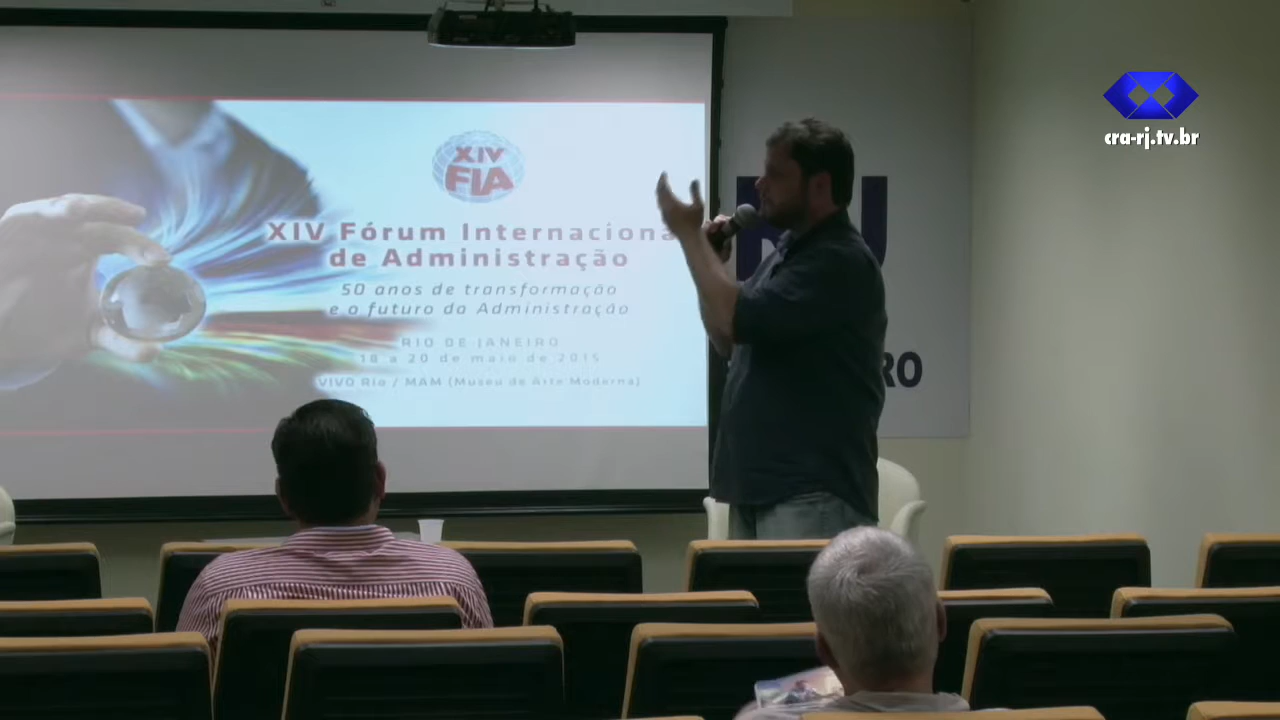 cra-rj.tv.br
XIV
FIA
XIV Fórum Internaciona
de Administração
50 anos de transformação
e o futuro da Administração
RIO DE JANEIRO
18 a 20 de maio de 2015
VIVO Rio / MAM (Museu de Arte Moderna)
RO